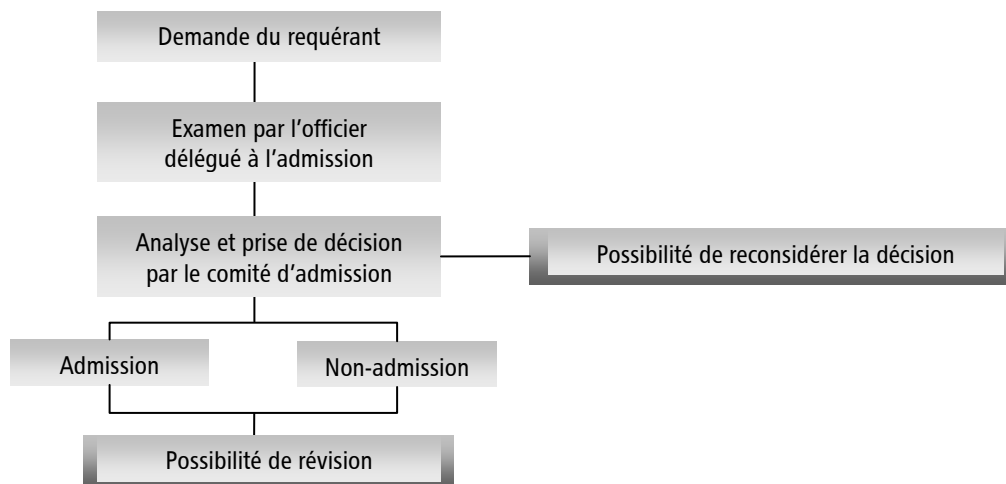 Demande du requérant
Examen par l’officier
délégué à l’admission
Analyse et prise de décision
par le comité d’admission
Possibilité de reconsidérer la décision
Admission
Non-admission
Possibilité de révision